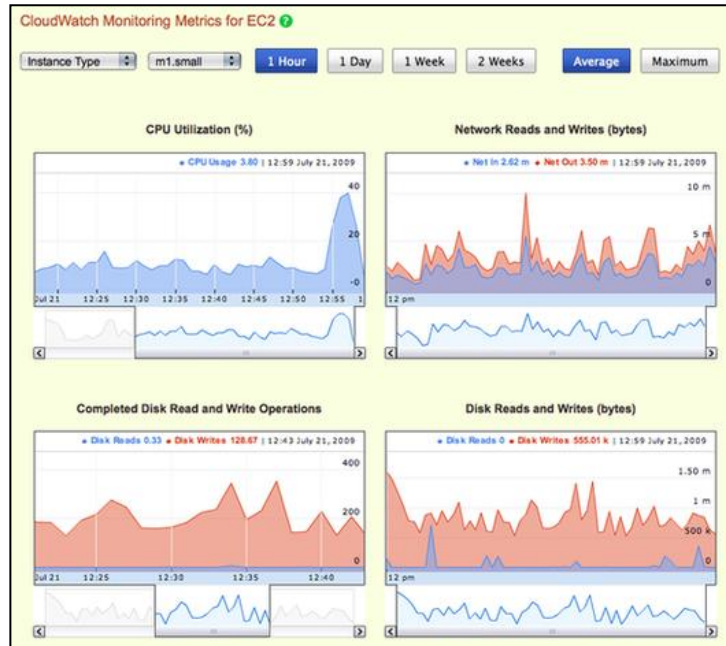 CloudWatch Monitoring Metrics for EC2 ?
Instance Type m1.small 1 Hour 1 Day 1 Week 2 Weeks Average Maximum
CPU Utilization (%)
CPU Usage 3.80 | 12:59 July 21, 2009
40
20
-0
Jul 21 12:25 12:30 12:35 12:40 12:45 12:50 12:55 1
Network Reads and Writes (bytes)
Net In 2.62 m Net Out 3.50 m | 12:59 July 21, 2009
10 m
5 m
0
12 pm
Completed Disk Read and Write Operations
Disk Reads 0.33 Disk Writes 128.67 | 12:43 July 21, 2009
400
200
0
Jul 21 12:25 12:30 12:35 12:40
Disk Reads and Writes (bytes)
Disk Reads 0 Disk Writes 555.01 k | 12:59 July 21, 2009
1.50 m
1 m
500 k
0
12 pm